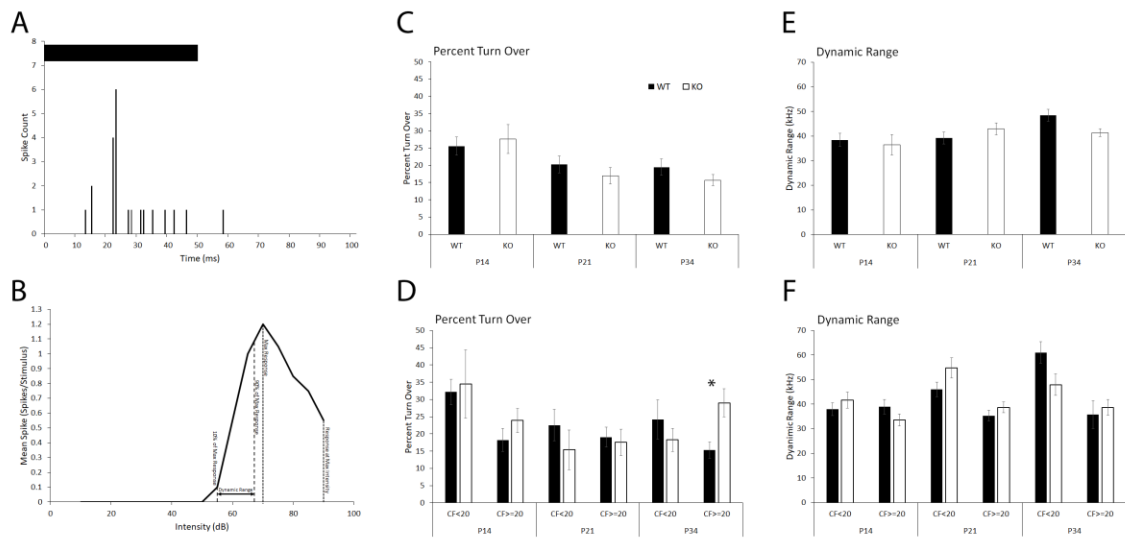 A
8
7
6
5
4
3
2
1
0
Spike Count
0 20 40 60 80 100
Time (ms)
B
1.3
1.2
1.1
1
0.9
0.8
0.7
0.6
0.5
0.4
0.3
0.2
0.1
0
Mean Spike (Spikes/Stimulus)
10% of Max Response
Dynamic Range
Max Response
Response at Max Intensity
0 20 40 60 80 100
Intensity (dB)
C
Percent Turn Over
WT KO
50
45
40
35
30
25
20
15
10
5
0
Percent Turn Over
WT KO WT KO WT KO
P14 P21 P34
D
Percent Turn Over
50
45
40
35
30
25
20
15
10
5
0
Percent Turn Over
*
CF<20 CF>=20 CF<20 CF>=20 CF<20 CF>=20
P14 P21 P34
E
Dynamic Range
70
60
50
40
30
20
10
0
Dynamic Range (kHz)
WT KO WT KO WT KO
P14 P21 P34
F
Dynamic Range
70
60
50
40
30
20
10
0
Dyanimic Range (kHz)
CF<20 CF>=20 CF<20 CF>=20 CF<20 CF>=20
P14 P21 P34